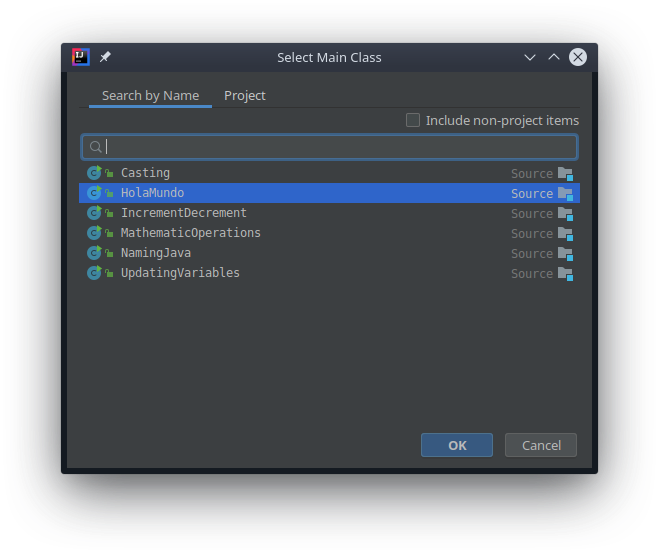 Select Main Class
Search by Name Project
Include non-project items
Casting Source
HolaMundo Source
IncrementDecrement Source
MathematicOperations Source
NamingJava Source
UpdatingVariables Source
OK Cancel